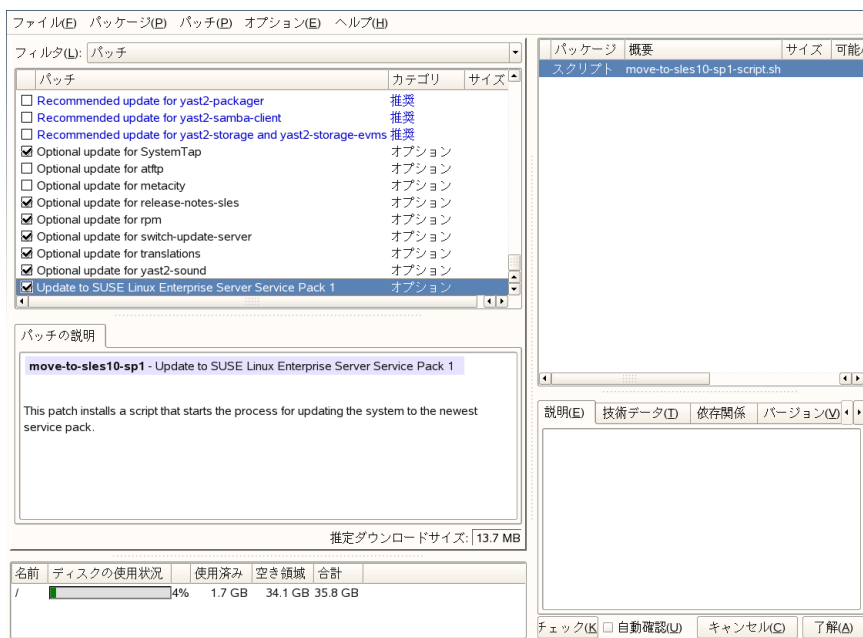 ファイル(F) パッケージ(P) パッチ(P) オプション(E) ヘルプ(H)
フィルタ(L): パッチ
パッチ カテゴリ サイズ
Recommended update for yast2-packager 推奨
Recommended update for yast2-samba-client 推奨
Recommended update for yast2-storage and yast2-storage-evms 推奨
Optional update for SystemTap オプション
Optional update for atftp オプション
Optional update for metacity オプション
Optional update for release-notes-sles オプション
Optional update for rpm オプション
Optional update for switch-update-server オプション
Optional update for translations オプション
Optional update for yast2-sound オプション
Update to SUSE Linux Enterprise Server Service Pack 1 オプション
パッチの説明
move-to-sles10-sp1 - Update to SUSE Linux Enterprise Server Service Pack 1
This patch installs a script that starts the process for updating the system to the newest
service pack.
推定ダウンロードサイズ: 13.7 MB
名前 ディスクの使用状況 使用済み 空き領域 合計
/ 4% 1.7 GB 34.1 GB 35.8 GB
パッケージ 概要 サイズ 可能
スクリプト move-to-sles10-sp1-script.sh
説明(E) 技術データ(T) 依存関係 バージョン(V)
チェック(K 自動確認(U) キャンセル(C) 了解(A)